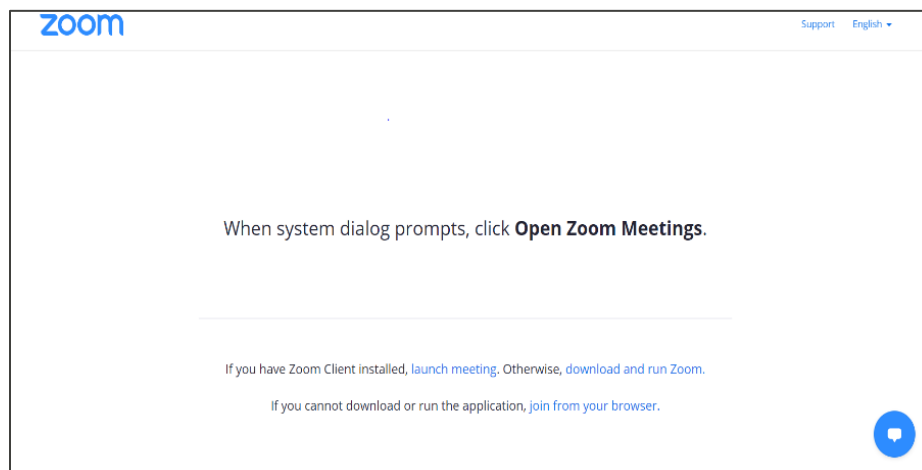 zoom
Support English
When system dialog prompts, click Open Zoom Meetings.
If you have Zoom Client installed, launch meeting. Otherwise, download and run Zoom.
If you cannot download or run the application, join from your browser.